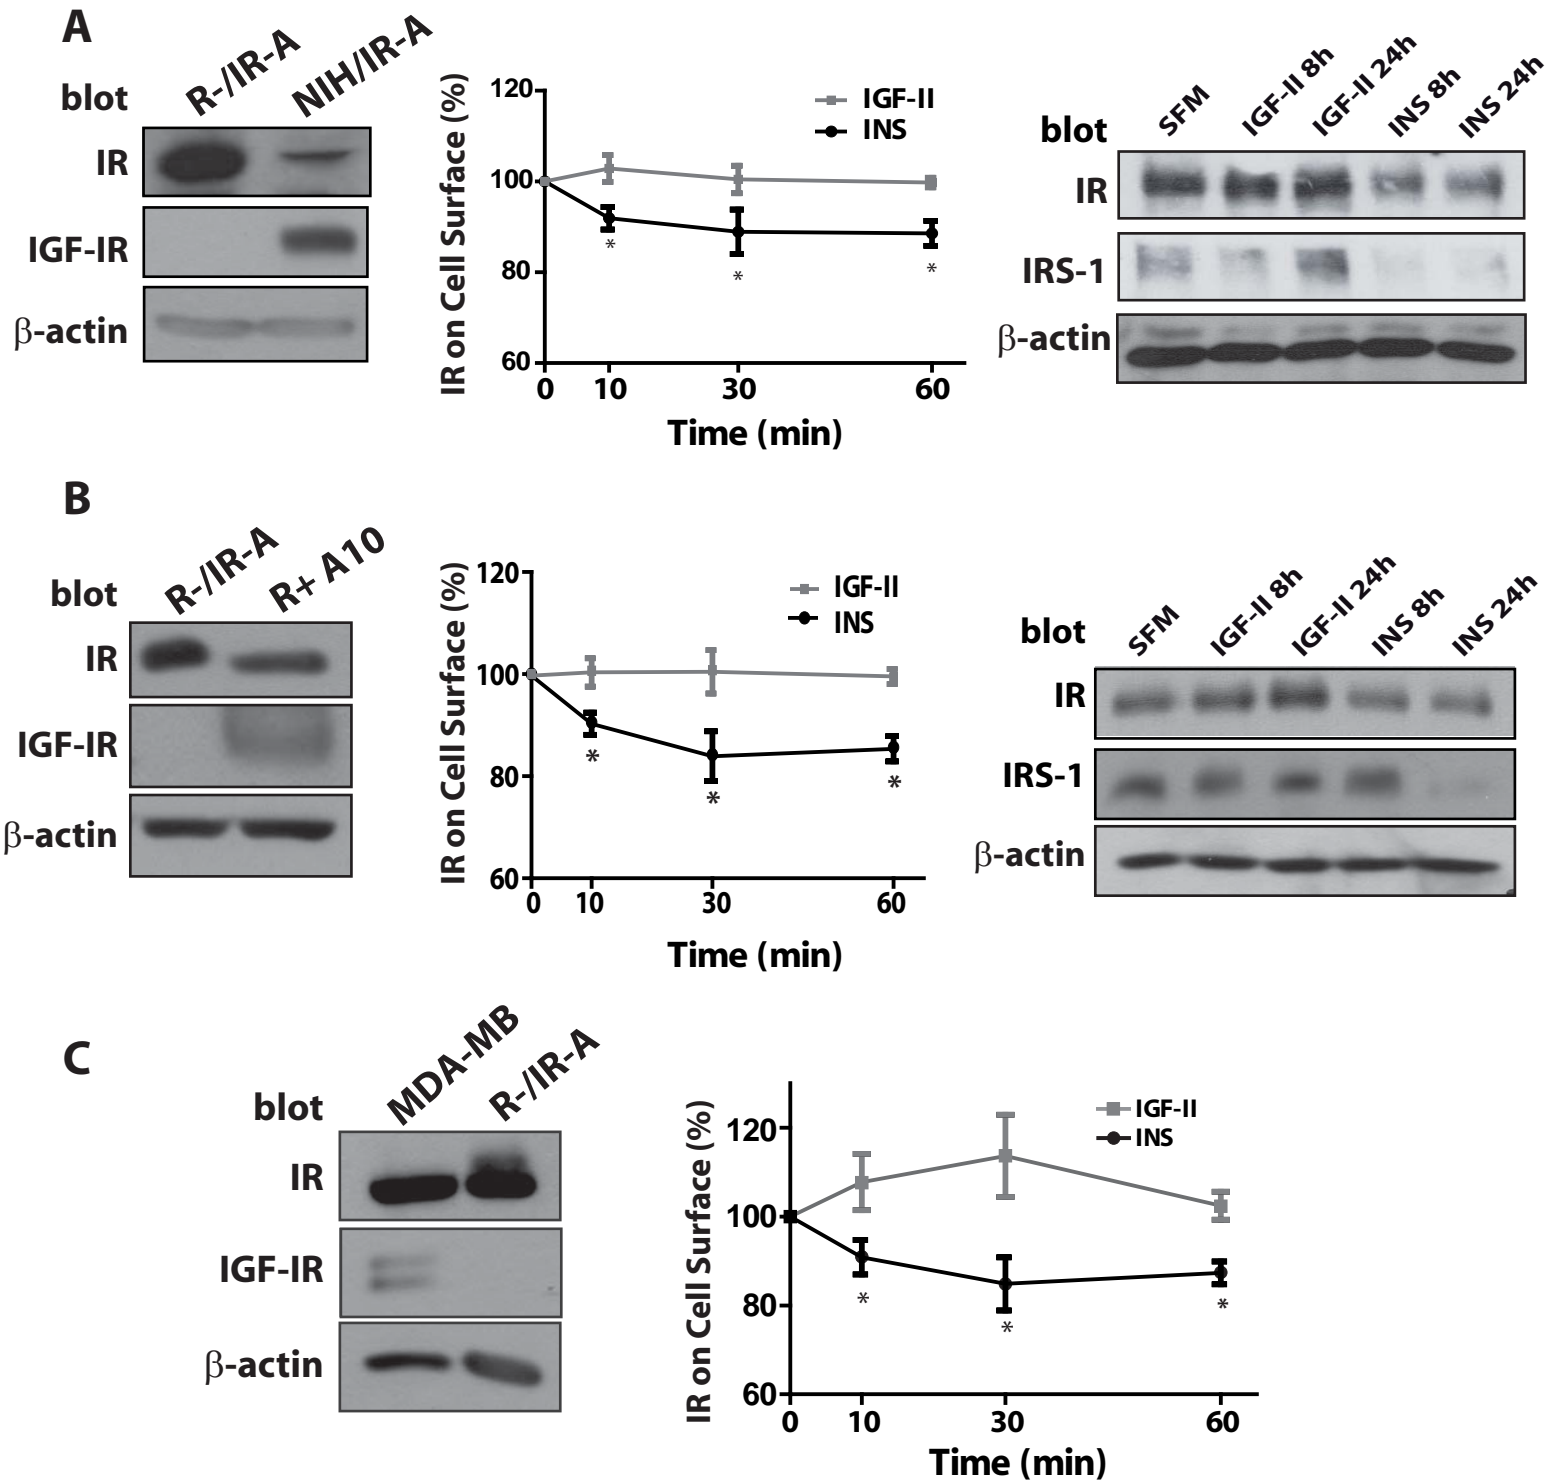 A
blot
R-/IR-A
NIH/IR-A
IR
IGF-IR
β-actin
IR on Cell Surface (%)
120
100
80
60
0
10
30
60
Time (min)
IGF-II
INS
*
*
*
blot
SFM
IGF-II 8h
IGF-II 24h
INS 8h
INS 24h
IR
IRS-1
β-actin
B
blot
R-/IR-A
R+ A10
IR
IGF-IR
β-actin
IR on Cell Surface (%)
120
100
80
60
0
10
30
60
Time (min)
IGF-II
INS
*
*
*
blot
SFM
IGF-II 8h
IGF-II 24h
INS 8h
INS 24h
IR
IRS-1
β-actin
C
blot
MDA-MB
R-/IR-A
IR
IGF-IR
β-actin
IR on Cell Surface (%)
120
100
80
60
0
10
30
60
Time (min)
IGF-II
INS
*
*
*